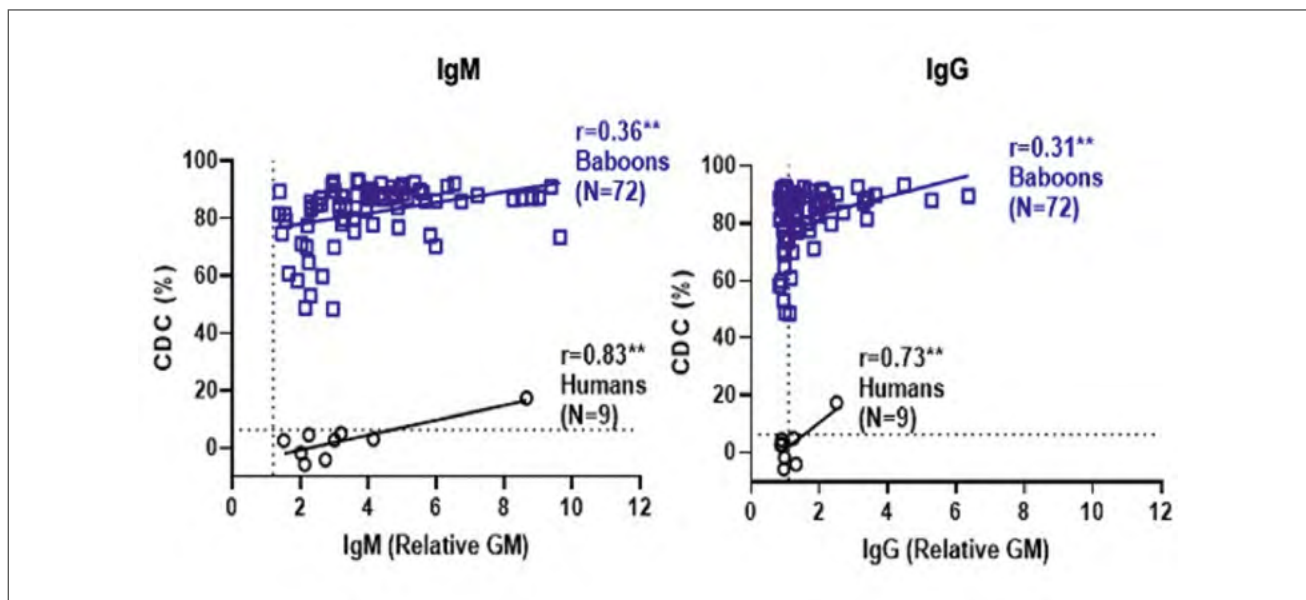 IgM
r=0.36**
Baboons
(N=72)
r=0.83**
Humans
(N=9)
CDC (%)
100
80
60
40
20
0
0 2 4 6 8 10 12
IgM (Relative GM)
IgG
r=0.31**
Baboons
(N=72)
r=0.73**
Humans
(N=9)
CDC (%)
100
80
60
40
20
0
0 2 4 6 8 10 12
IgG (Relative GM)